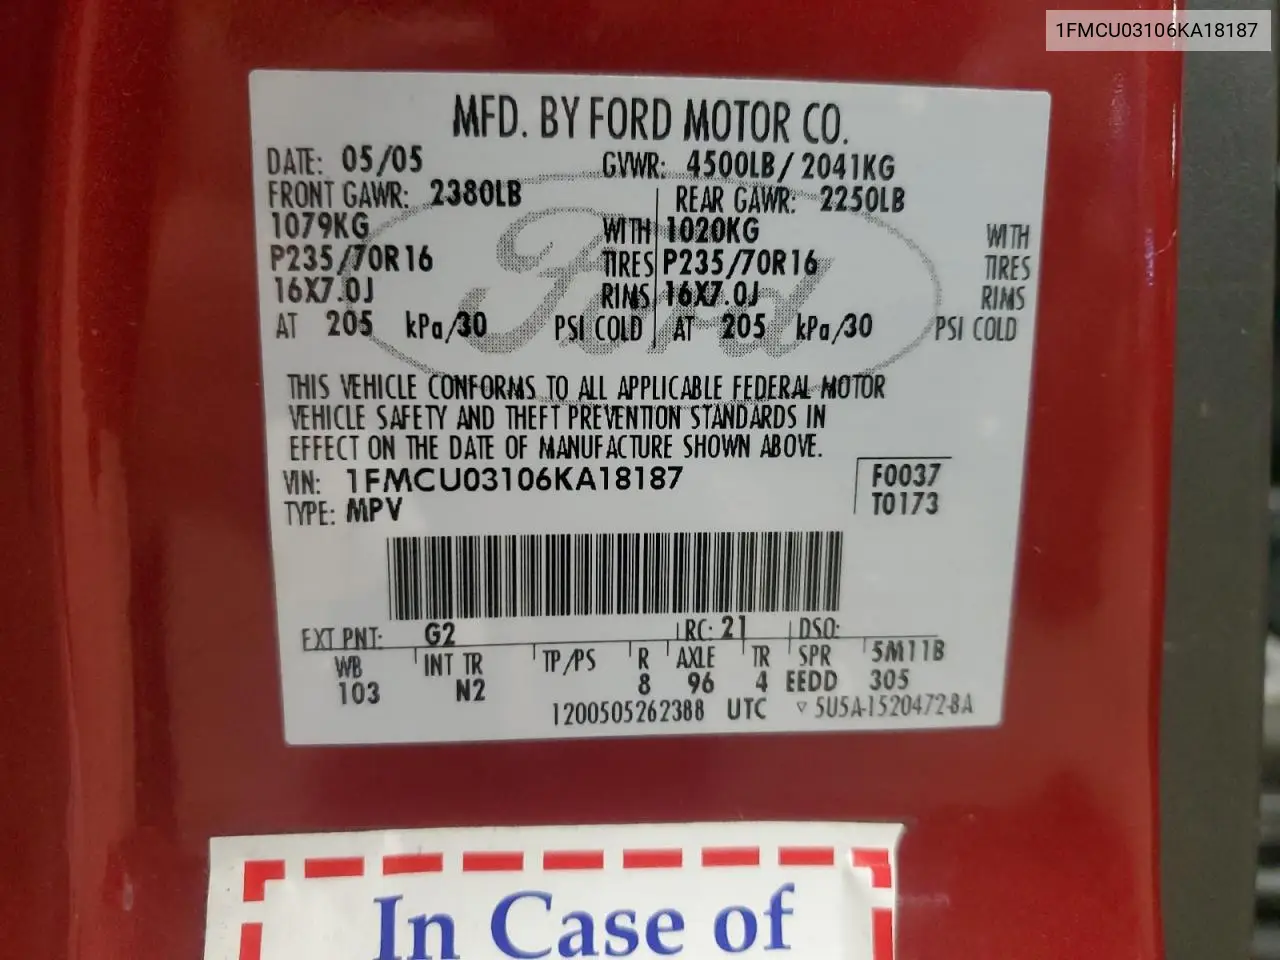 1FMCU03106KA18187
MFD. BY FORD MOTOR CO.
DATE: 05/05 GVWR: 4500LB/ 2041KG
FRONT GAWR: 2380LB REAR GAWR: 2250LB
1079KG WITH 1020KG WITH
P235/70R16 TIRES P235/70R16 TIRES
16X7.0J RIMS 16X7.0J RIMS
AT 205 kPa/30 PSI COLD AT 205 kPa/30 PSI COLD
Ford
THIS VEHICLE CONFORMS TO ALL APPLICABLE FEDERAL MOTOR
VEHICLE SAFETY AND THEFT PREVENTION STANDARDS IN
EFFECT ON THE DATE OF MANUFACTURE SHOWN ABOVE.
VIN: 1FMCU03106KA18187 F0037
TYPE: MPV T0173
EXT PNT: G2 RC: 21 DSO:
WB INT TR TP/PS R AXLE TR SPR 5M11B
103 N2 8 96 4 EEDD 305
1200505262388 UTC ▽ 5U5A-1520472-BA
In Case of